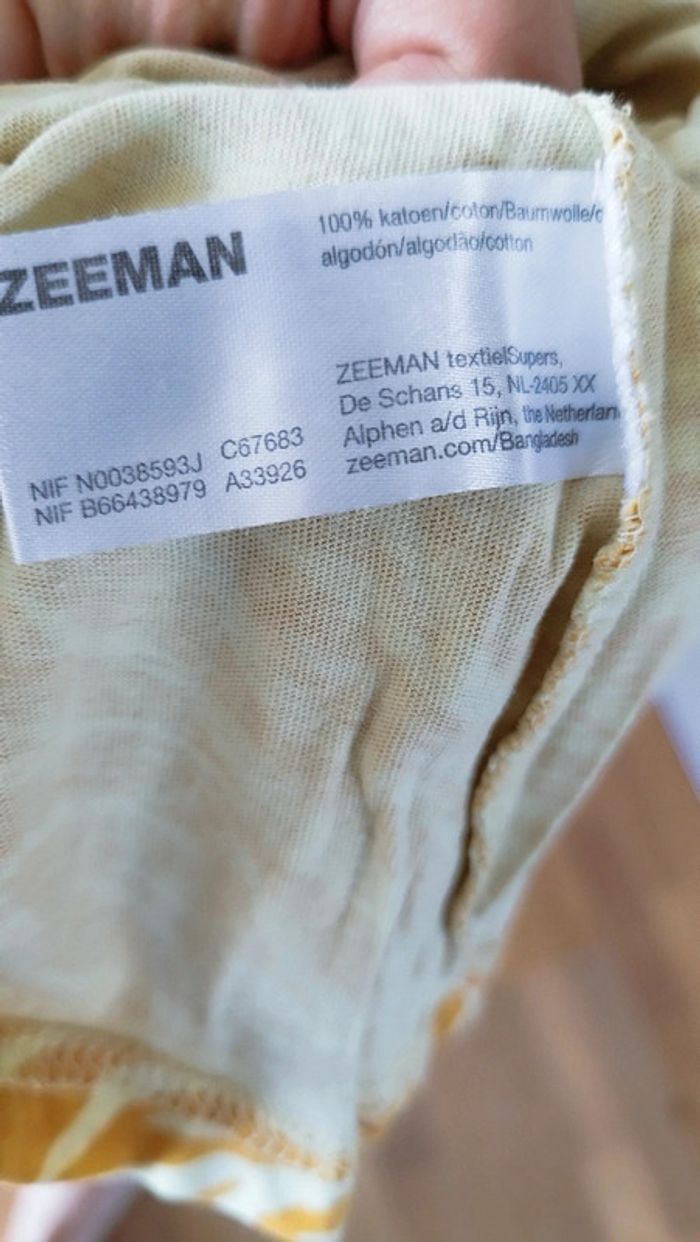 ZEEMAN
100% katoen/coton/Baumwolle/c
algodón/algodão/cotton
ZEEMAN textielSupers,
De Schans 15, NL-2405 XX
Alphen a/d Rijn, the Netherlan
zeeman.com/Bangladesh
NIF N0038593J C67683
NIF B66438979 A33926